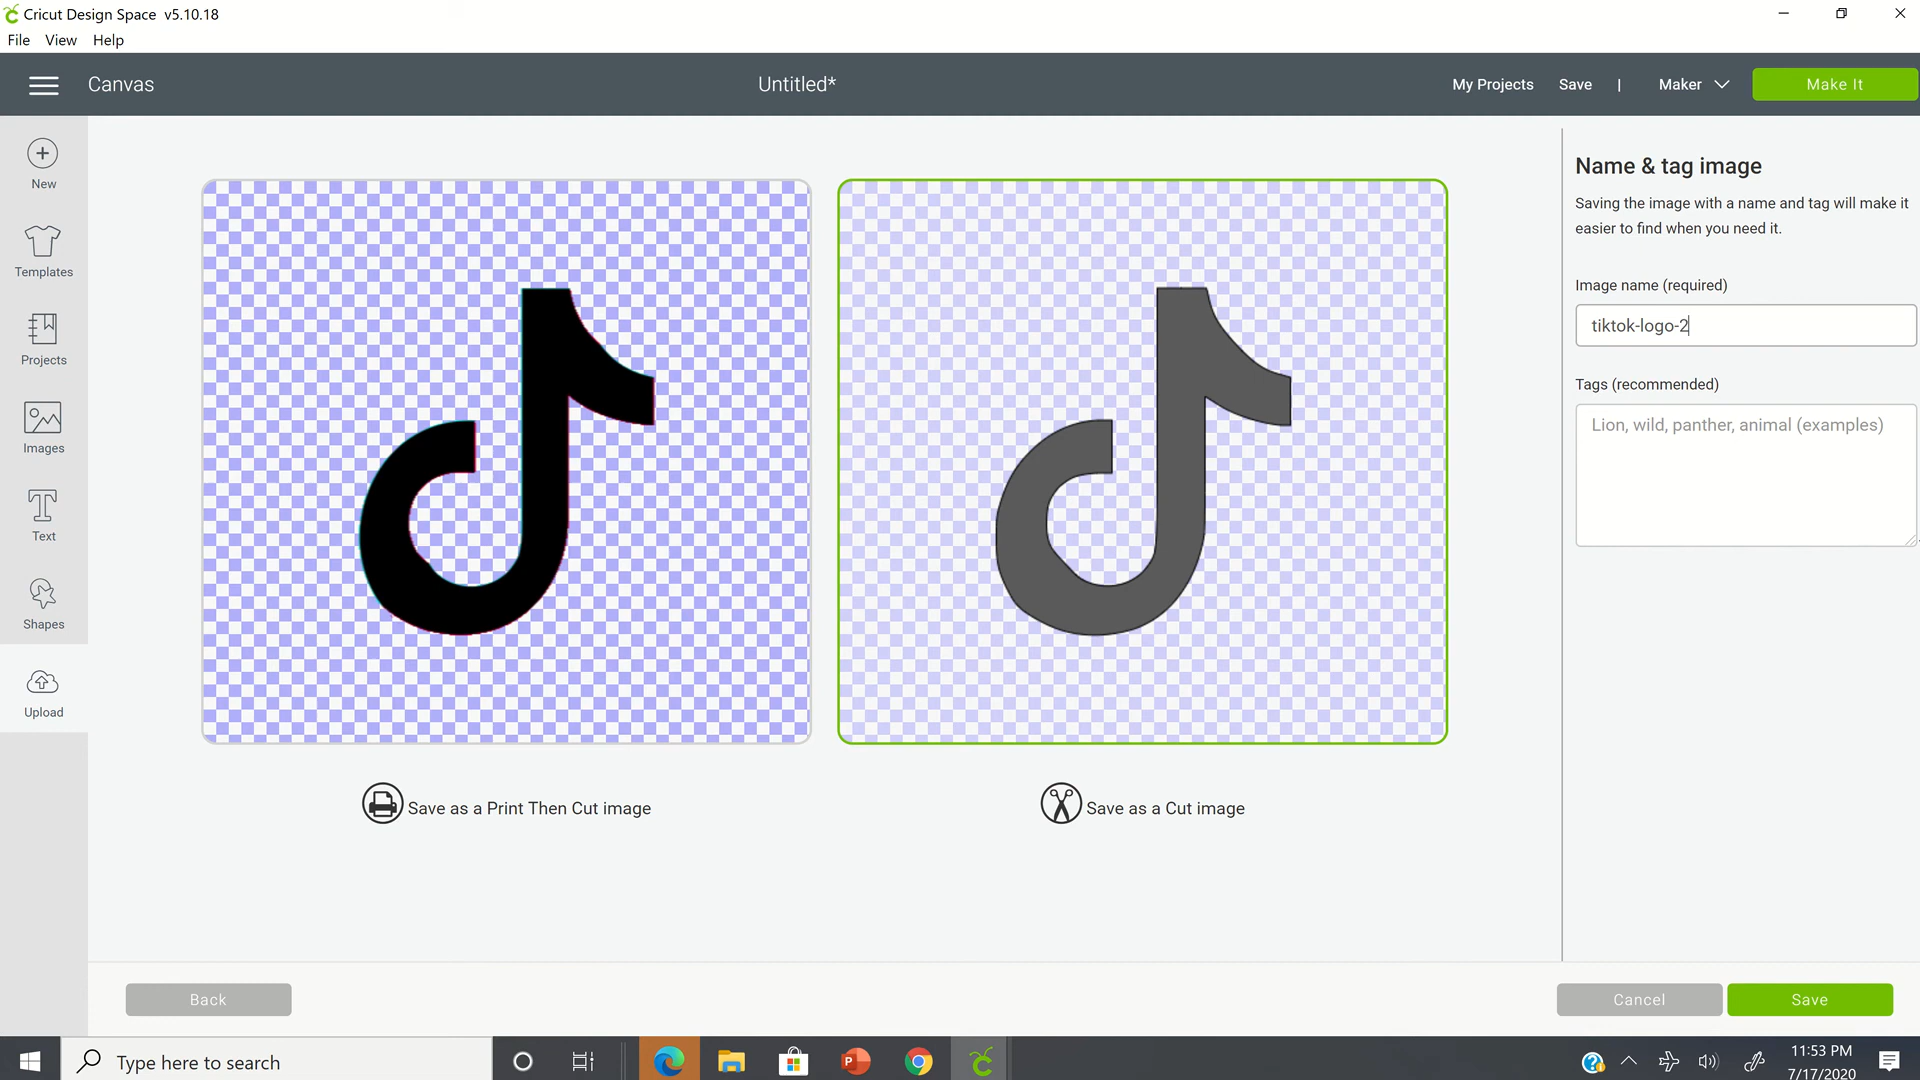 Cricut Design Space v5.10.18
File View Help
Canvas
Untitled*
My Projects Save | Maker Make It
New
Templates
Projects
Images
Text
Shapes
Upload
Save as a Print Then Cut image
Save as a Cut image
Name & tag image
Saving the image with a name and tag will make it
easier to find when you need it.
Image name (required)
tiktok-logo-2
Tags (recommended)
Lion, wild, panther, animal (examples)
Back
Cancel
Save
Type here to search
11:53 PM
7/17/2020